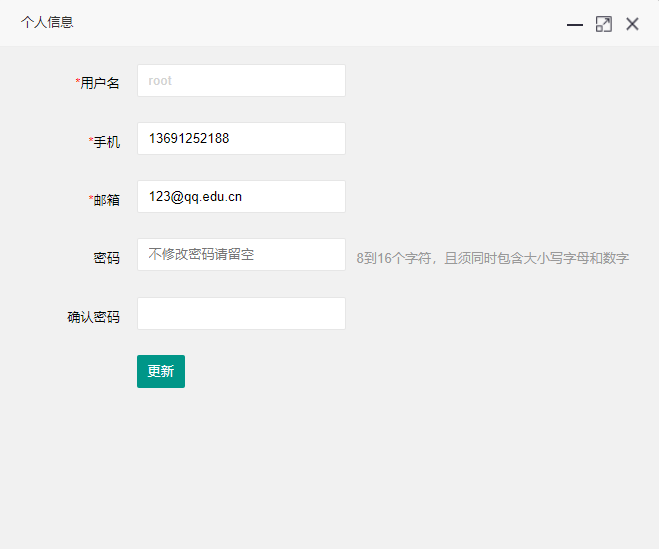 个人信息
*用户名 root
*手机 13691252188
*邮箱 123@qq.edu.cn
密码 不修改密码请留空 8到16个字符，且须同时包含大小写字母和数字
确认密码
更新